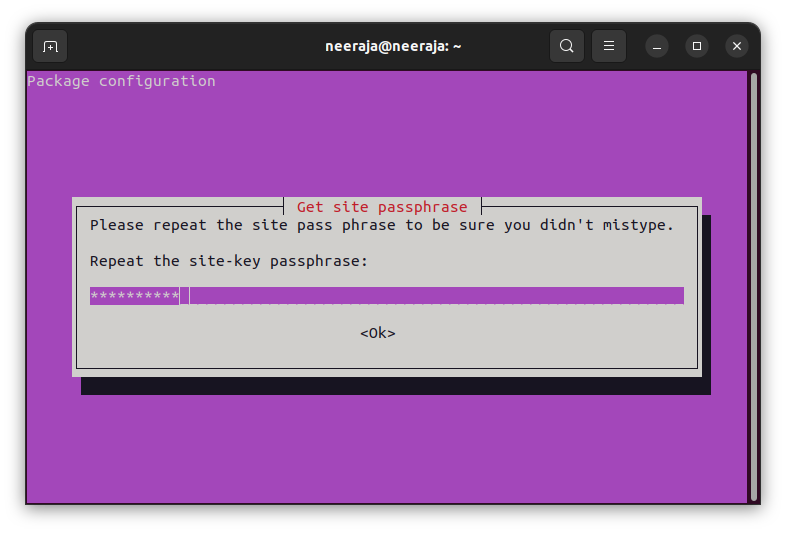 neeraja@neeraja: ~
Package configuration
Get site passphrase
Please repeat the site pass phrase to be sure you didn't mistype.
Repeat the site-key passphrase:
**********
<Ok>